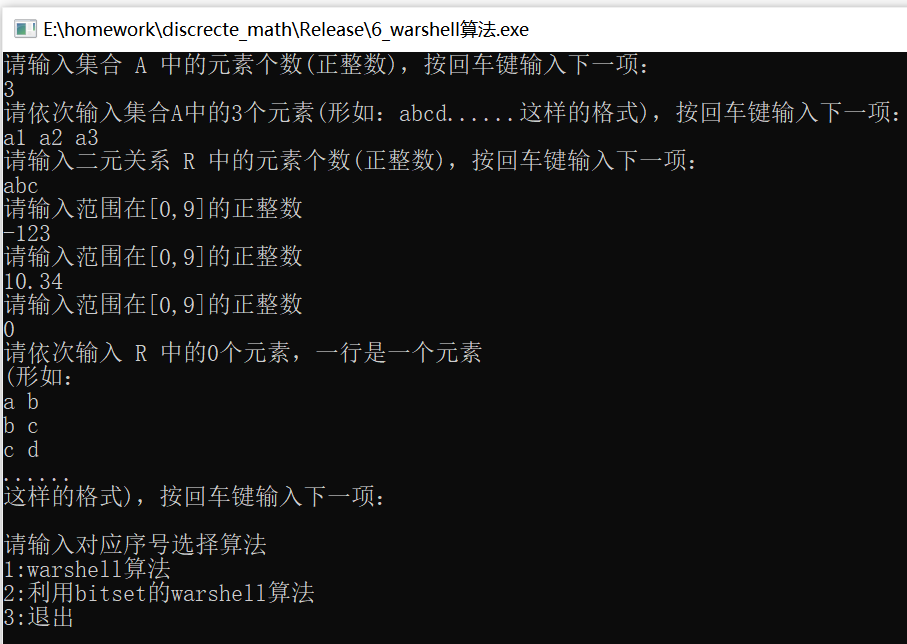 E:\homework\discrecte_math\Release\6_warshell算法.exe
请输入集合 A 中的元素个数(正整数)，按回车键输入下一项：
3
请依次输入集合A中的3个元素(形如：abcd......这样的格式)，按回车键输入下一项：
a1 a2 a3
请输入二元关系 R 中的元素个数(正整数)，按回车键输入下一项：
abc
请输入范围在[0,9]的正整数
-123
请输入范围在[0,9]的正整数
10.34
请输入范围在[0,9]的正整数
0
请依次输入 R 中的0个元素，一行是一个元素
(形如：
a b
b c
c d
......
这样的格式)，按回车键输入下一项：
请输入对应序号选择算法
1:warshell算法
2:利用bitset的warshell算法
3:退出